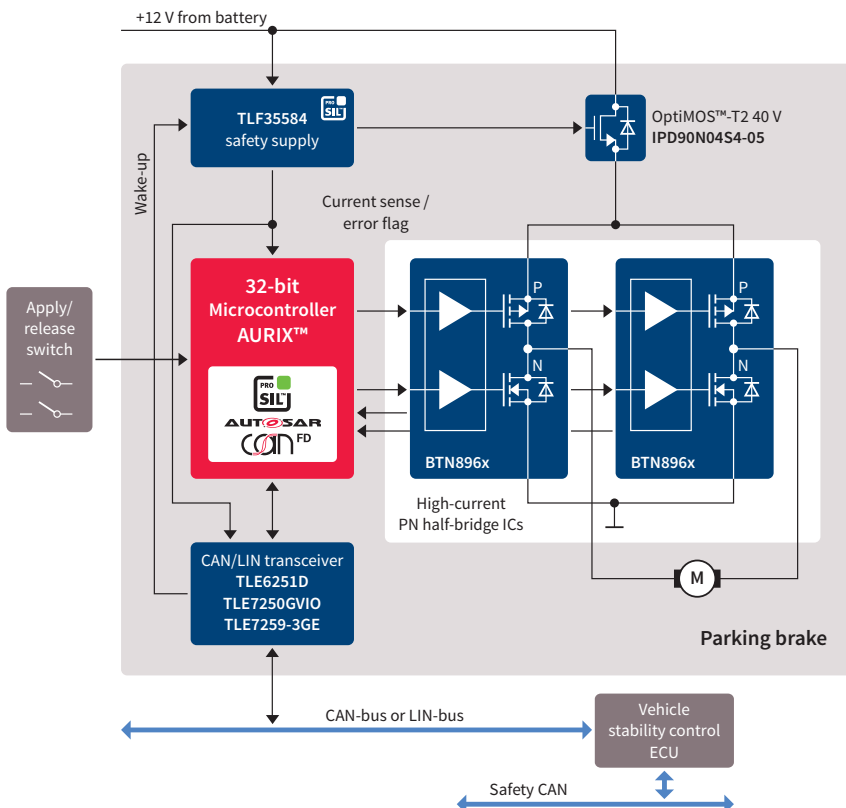 +12 V from battery
TLF35584
safety supply
PRO
SIL
OptiMOS™-T2 40 V
IPD90N04S4-05
Wake-up
Current sense /
error flag
Apply/
release
switch
32-bit
Microcontroller
AURIX™
PRO
SIL™
AUTOSAR
CAN FD
P
N
BTN896x
P
N
BTN896x
High-current
PN half-bridge ICs
CAN/LIN transceiver
TLE6251D
TLE7250GVIO
TLE7259-3GE
M
Parking brake
CAN-bus or LIN-bus
Vehicle
stability control
ECU
Safety CAN